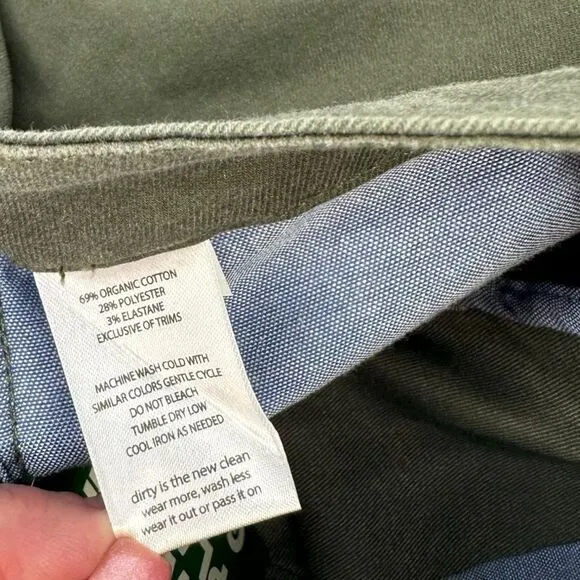 69% ORGANIC COTTON
28% POLYESTER
3% ELASTANE
EXCLUSIVE OF TRIMS
MACHINE WASH COLD WITH
SIMILAR COLORS GENTLE CYCLE
DO NOT BLEACH
TUMBLE DRY LOW
COOL IRON AS NEEDED
dirty is the new clean
wear more, wash less
wear it out or pass it on